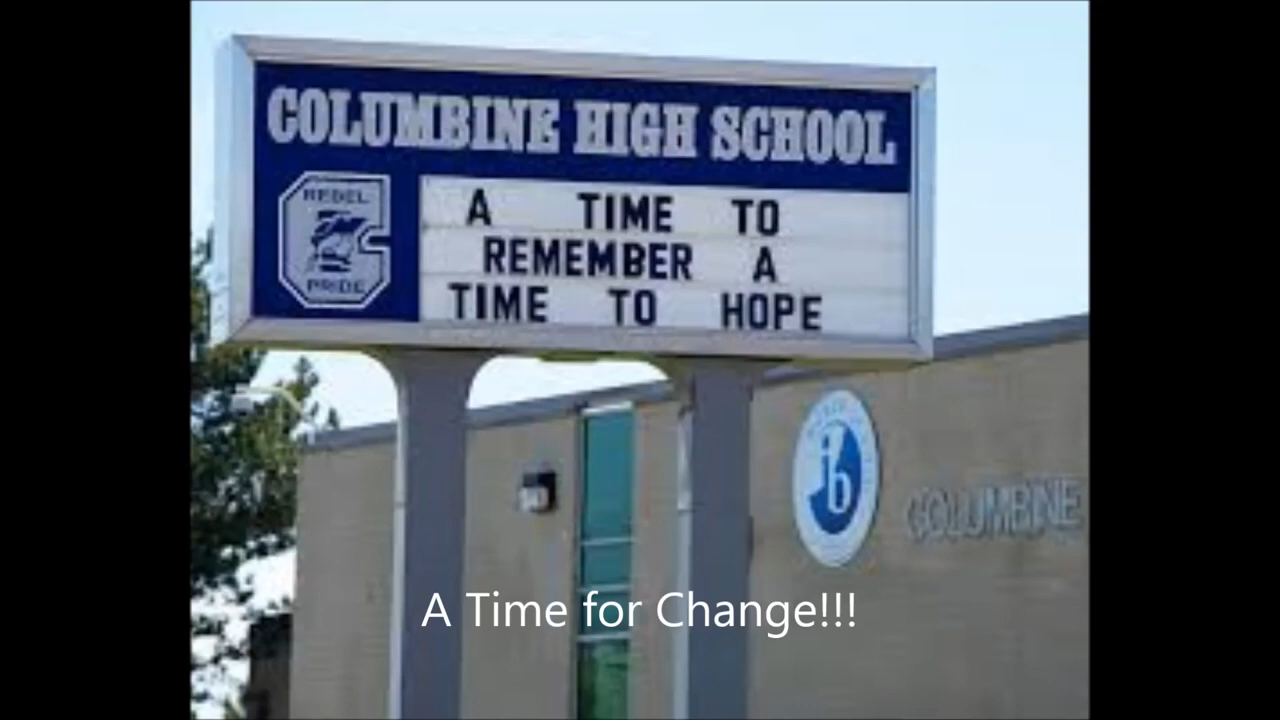 COLUMBINE HIGH SCHOOL
REBEL
PRIDE
A TIME TO
REMEMBER A
TIME TO HOPE
ib
COLUMBINE
A Time for Change!!!